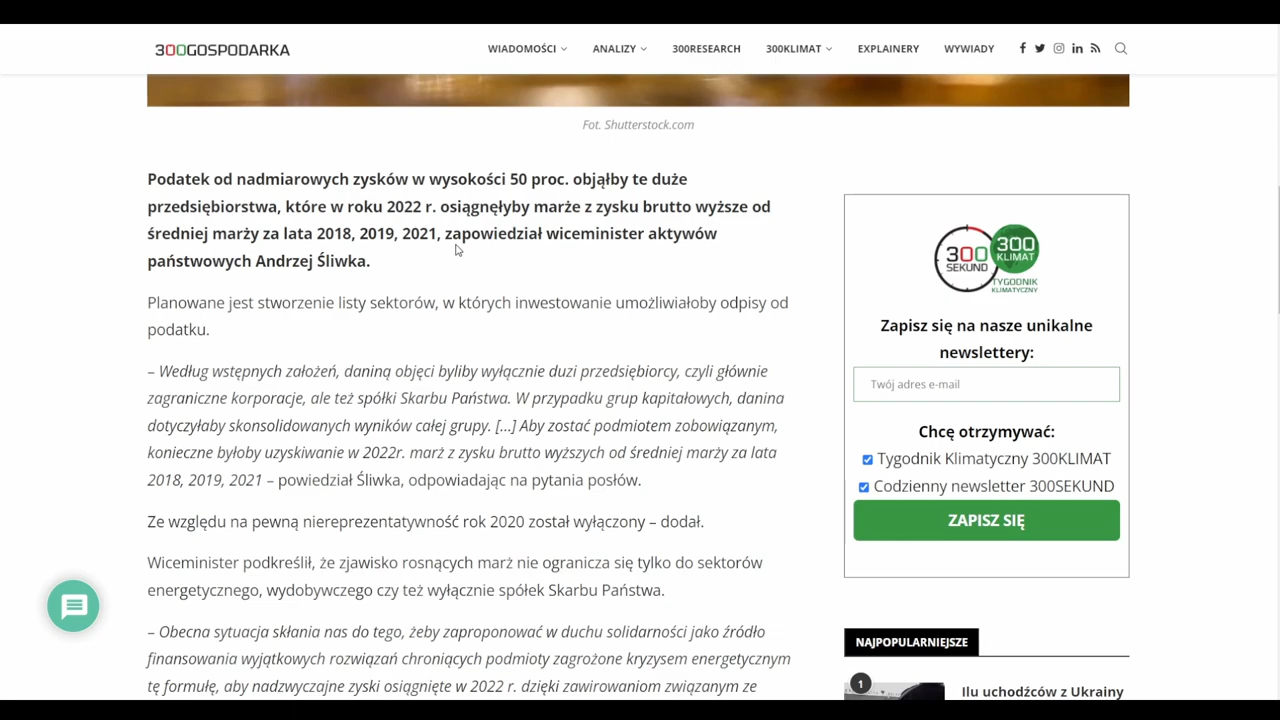 300GOSPODARKA
WIADOMOŚCI
ANALIZY
300RESEARCH
300KLIMAT
EXPLAINERY
WYWIADY
Fot. Shutterstock.com
Podatek od nadmiarowych zysków w wysokości 50 proc. objąłby te duże
przedsiębiorstwa, które w roku 2022 r. osiągnęłyby marże z zysku brutto wyższe od
średniej marży za lata 2018, 2019, 2021, zapowiedział wiceminister aktywów
państwowych Andrzej Śliwka.
Planowane jest stworzenie listy sektorów, w których inwestowanie umożliwiałoby odpisy od
podatku.
– Według wstępnych założeń, daniną objęci byliby wyłącznie duzi przedsiębiorcy, czyli głównie
zagraniczne korporacje, ale też spółki Skarbu Państwa. W przypadku grup kapitałowych, danina
dotyczyłaby skonsolidowanych wyników całej grupy. […] Aby zostać podmiotem zobowiązanym,
konieczne byłoby uzyskiwanie w 2022r. marż z zysku brutto wyższych od średniej marży za lata
2018, 2019, 2021 – powiedział Śliwka, odpowiadając na pytania posłów.
Ze względu na pewną niereprezentatywność rok 2020 został wyłączony – dodał.
Wiceminister podkreślił, że zjawisko rosnących marż nie ogranicza się tylko do sektorów
energetycznego, wydobywczego czy też wyłącznie spółek Skarbu Państwa.
– Obecna sytuacja skłania nas do tego, żeby zaproponować w duchu solidarności jako źródło
finansowania wyjątkowych rozwiązań chroniących podmioty zagrożone kryzysem energetycznym
tę formułę, aby nadzwyczajne zyski osiągnięte w 2022 r. dzięki zawirowaniom związanym ze
300
SEKUND
300
KLIMAT
TYGODNIK
KLIMATYCZNY
Zapisz się na nasze unikalne
newslettery:
Twój adres e-mail
Chcę otrzymywać:
Tygodnik Klimatyczny 300KLIMAT
Codzienny newsletter 300SEKUND
ZAPISZ SIĘ
NAJPOPULARNIEJSZE
1
Ilu uchodźców z Ukrainy